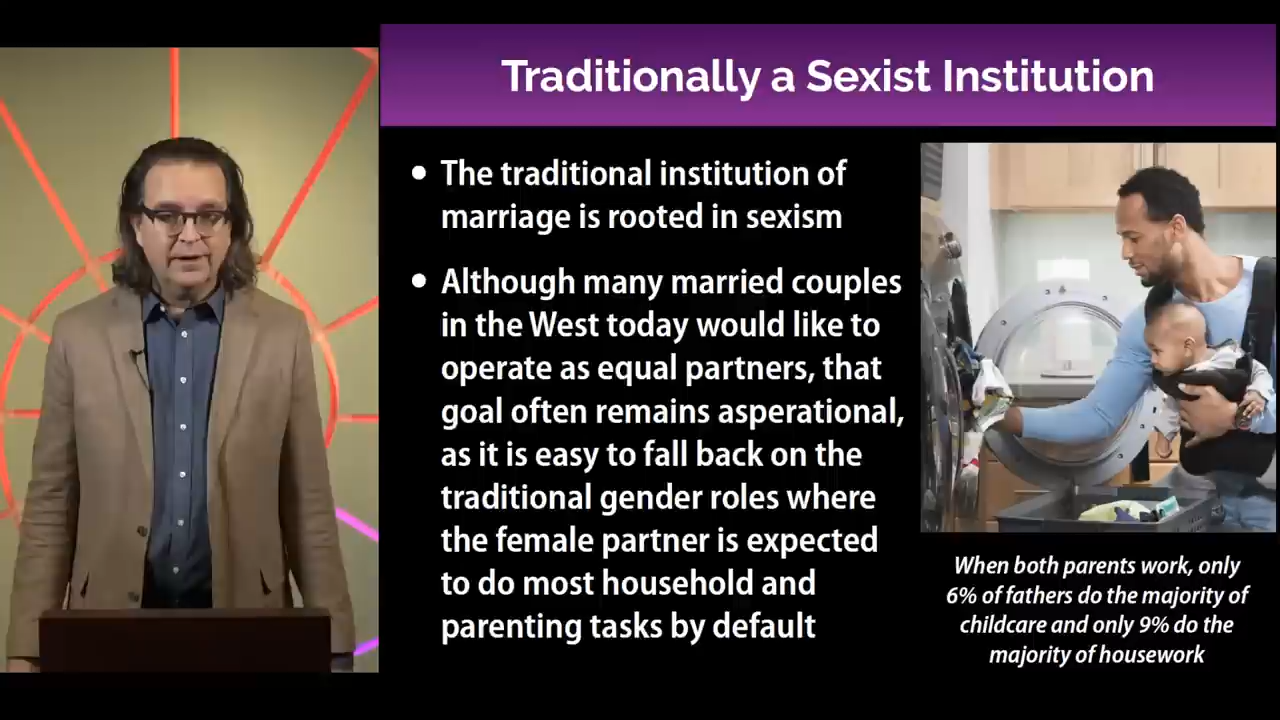 Traditionally a Sexist Institution
• The traditional institution of
marriage is rooted in sexism
• Although many married couples
in the West today would like to
operate as equal partners, that
goal often remains asperational,
as it is easy to fall back on the
traditional gender roles where
the female partner is expected
to do most household and
parenting tasks by default
When both parents work, only
6% of fathers do the majority of
childcare and only 9% do the
majority of housework